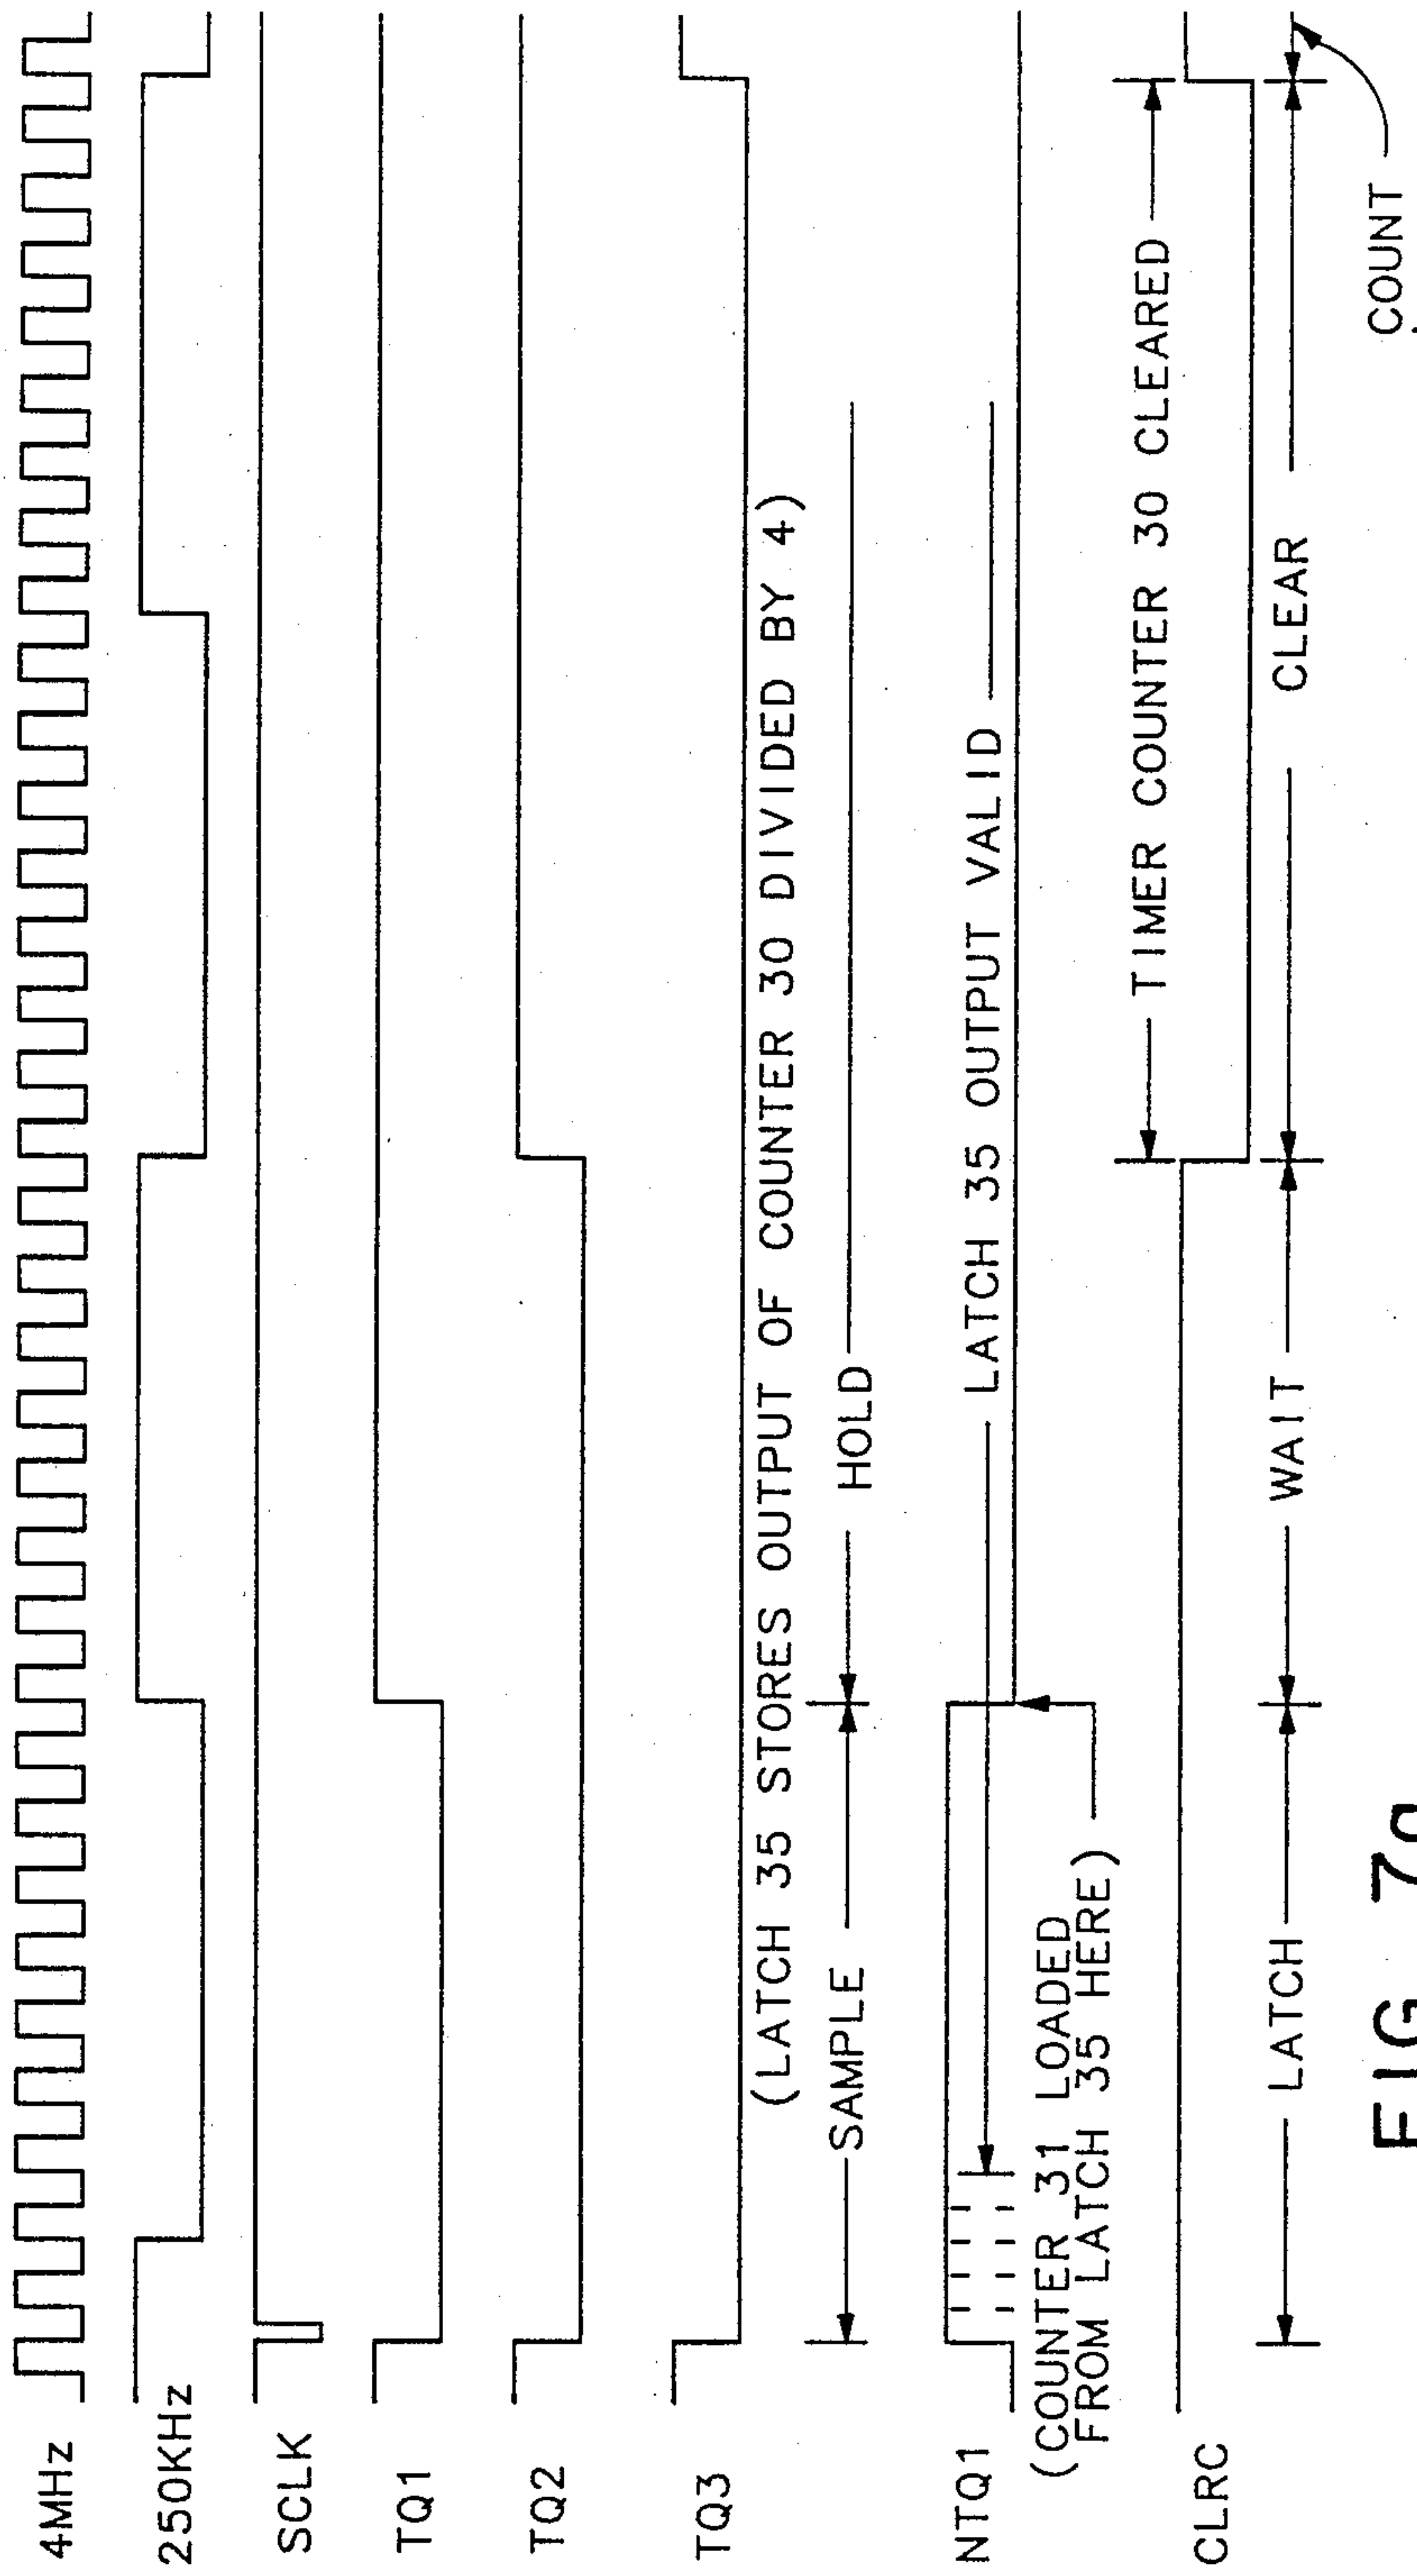 4MHz
250KHz
SCLK
TQ1
TQ2
TQ3
(LATCH 35 STORES OUTPUT OF COUNTER 30 DIVIDED BY 4)
SAMPLE
HOLD
NTQ1
LATCH 35 OUTPUT VALID
(COUNTER 31 LOADED
FROM LATCH 35 HERE)
TIMER COUNTER 30 CLEARED
CLRC
LATCH
WAIT
CLEAR
COUNT
FIG 7a